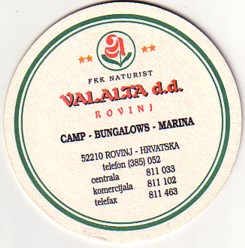 FKK NATURIST
VALALTA d.d.
ROVINJ
CAMP - BUNGALOWS - MARINA
52210 ROVINJ - HRVATSKA
telefon (385) 052
centrala 811 033
komercijala 811 102
telefax 811 463